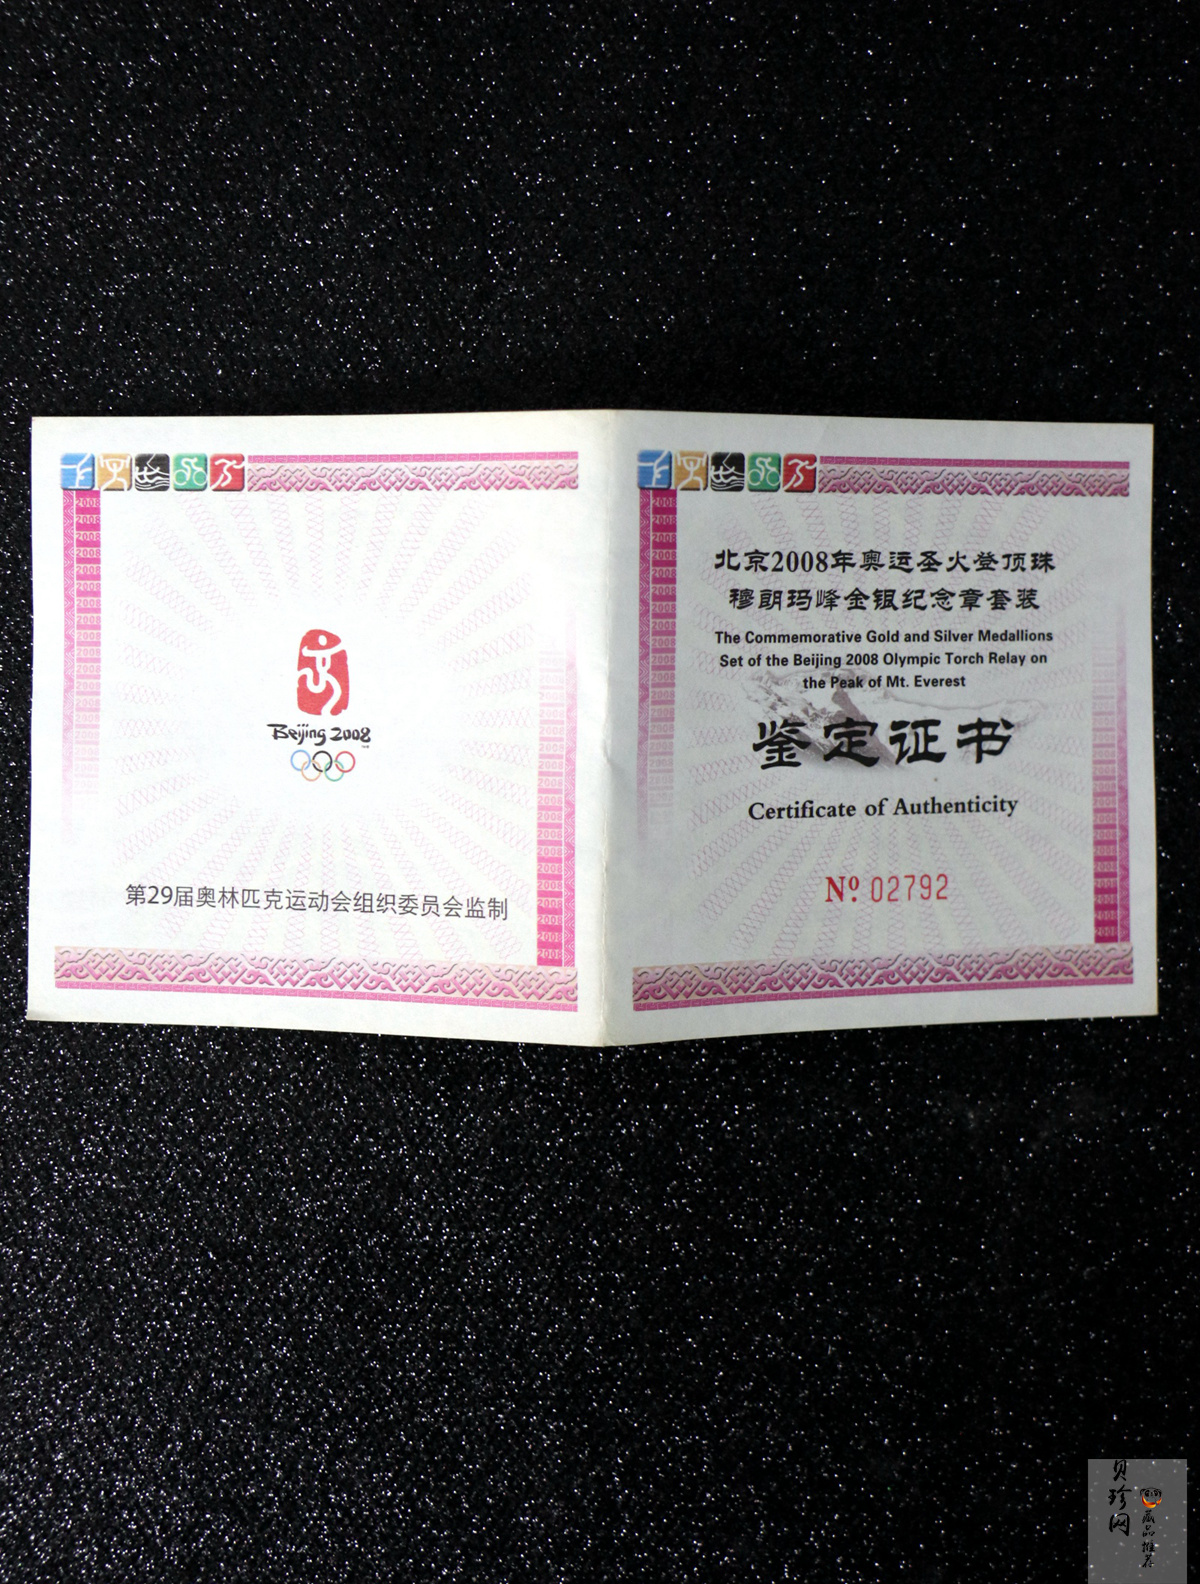 Beijing 2008
第29届奥林匹克运动会组织委员会监制
北京2008年奥运圣火登顶珠
穆朗玛峰金银纪念章套装
The Commemorative Gold and Silver Medallions
Set of the Beijing 2008 Olympic Torch Relay on
the Peak of Mt. Everest
鉴定证书
Certificate of Authenticity
Nº 02792
贝珍网
藏品推荐